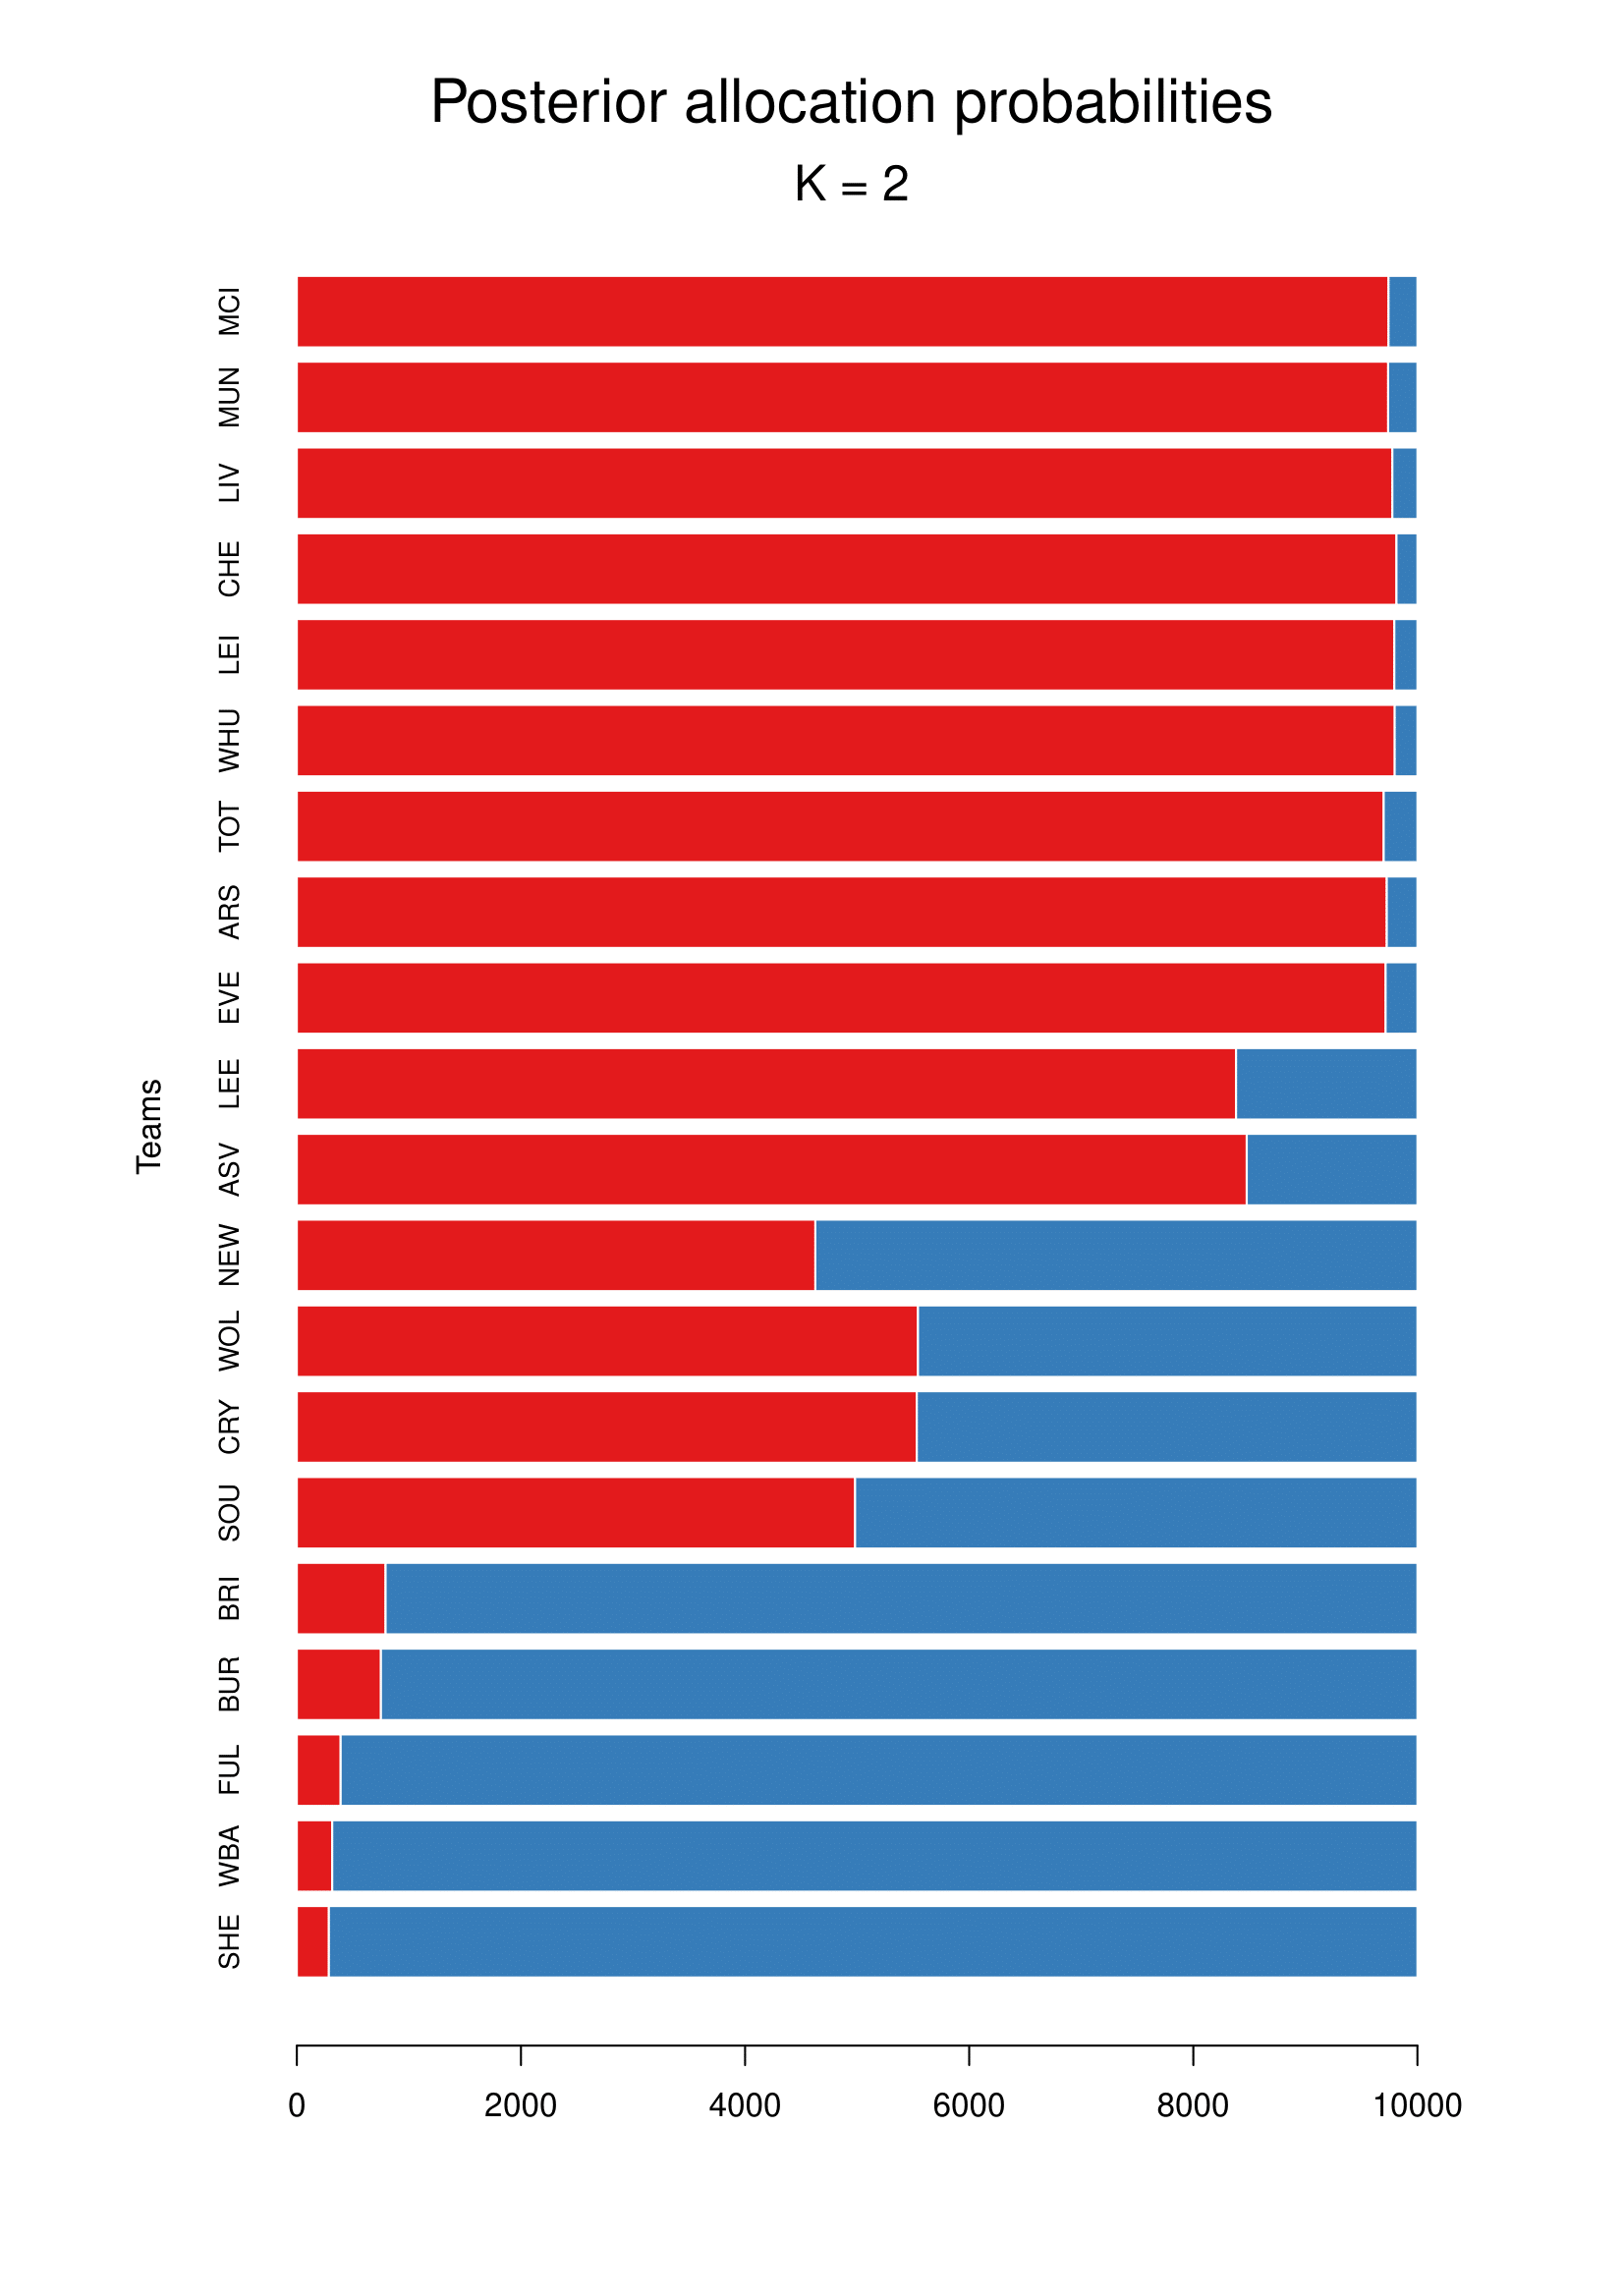 Posterior allocation probabilities
K = 2
MCI
MUN
LIV
CHE
LEI
WHU
TOT
ARS
EVE
LEE
ASV
NEW
WOL
CRY
SOU
BRI
BUR
FUL
WBA
SHE
Teams
0 2000 4000 6000 8000 10000